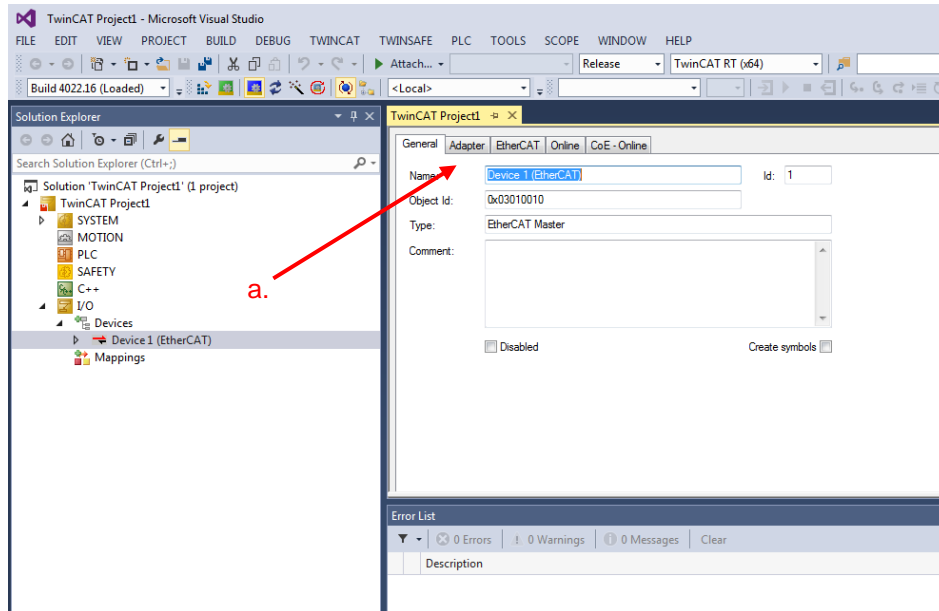 TwinCAT Project1 - Microsoft Visual Studio
FILE EDIT VIEW PROJECT BUILD DEBUG TWINCAT TWINSAFE PLC TOOLS SCOPE WINDOW HELP
Attach... Release TwinCAT RT (x64)
Build 4022.16 (Loaded) <Local>
Solution Explorer
Search Solution Explorer (Ctrl+;)
Solution 'TwinCAT Project1' (1 project)
TwinCAT Project1
SYSTEM
MOTION
PLC
SAFETY
C++
I/O
Devices
Device 1 (EtherCAT)
Mappings
a.
TwinCAT Project1
General Adapter EtherCAT Online CoE - Online
Name: Device 1 (EtherCAT) Id: 1
Object Id: 0x03010010
Type: EtherCAT Master
Comment:
Disabled Create symbols
Error List
0 Errors 0 Warnings 0 Messages Clear
Description